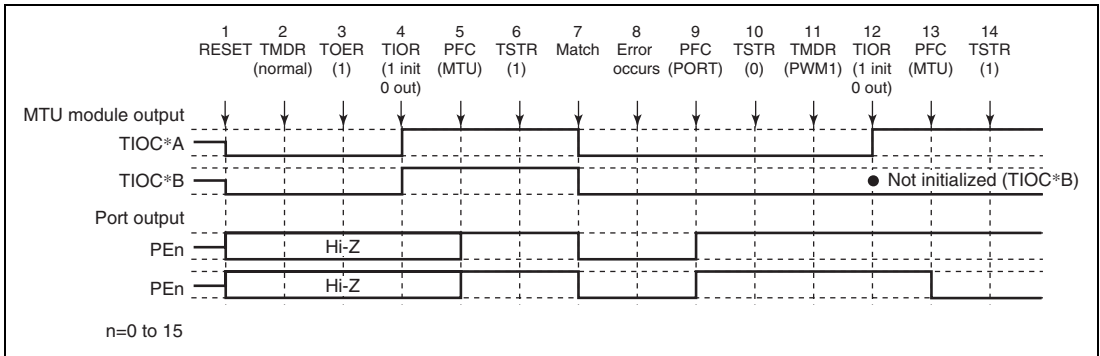 1 2 3 4 5 6 7 8 9 10 11 12 13 14
RESET TMDR TOER TIOR PFC TSTR Match Error PFC TSTR TMDR TIOR PFC TSTR
(normal) (1) (1 init (MTU) (1) occurs (PORT) (0) (PWM1) (1 init (MTU) (1)
0 out) 0 out)
MTU module output
TIOC*A
TIOC*B ● Not initialized (TIOC*B)
Port output
PEn Hi-Z
PEn Hi-Z
n=0 to 15